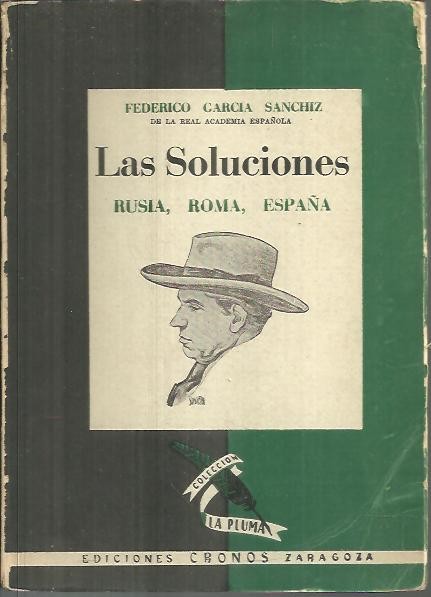 FEDERICO GARCIA SANCHIZ
DE LA REAL ACADEMIA ESPAÑOLA
Las Soluciones
RUSIA, ROMA, ESPAÑA
COLECCION
LA PLUMA
EDICIONES CRONOS ZARAGOZA